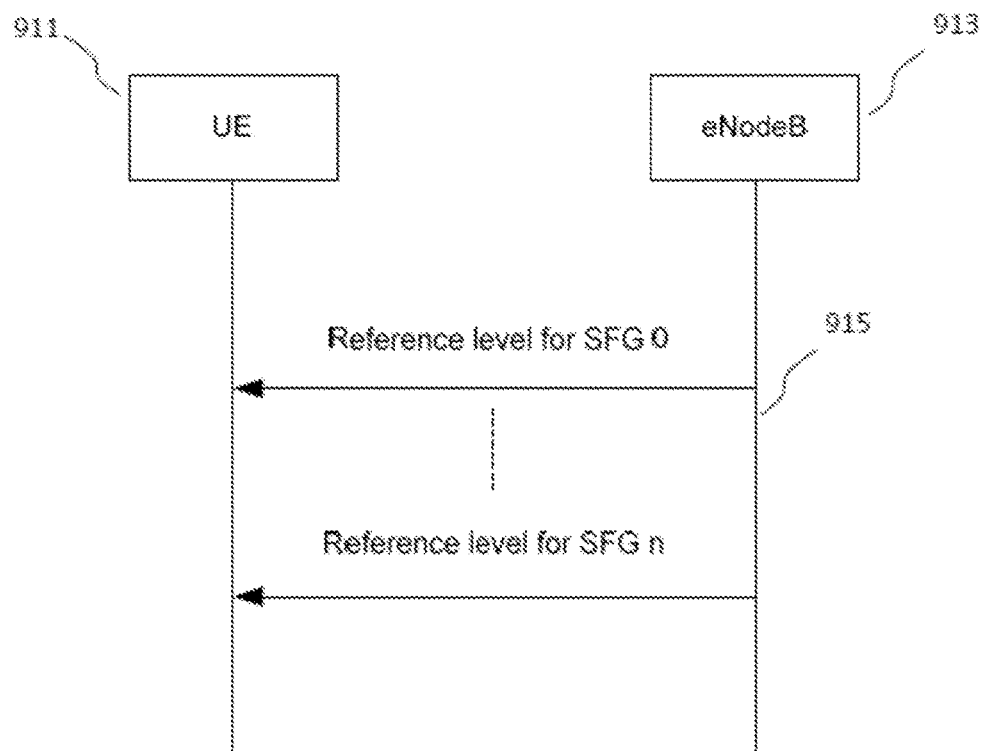 911
913
UE
eNodeB
915
Reference level for SFG 0
Reference level for SFG n